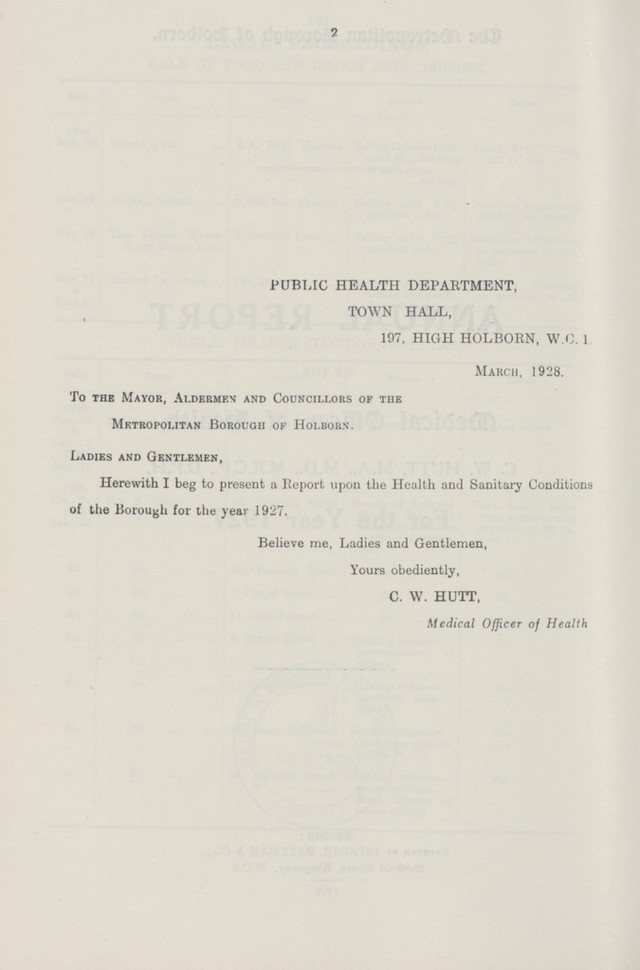 2
PUBLIC HEALTH DEPARTMENT,
TOWN HALL,
197, HIGH HOLBORN, W.C. 1.
MARCH, 1928.
TO THE MAYOR, ALDERMEN AND COUNCILLORS OF THE
METROPOLITAN BOROUGH OF HOLBORN.
LADIES AND GENTLEMEN,
Herewith I beg to present a Report upon the Health and Sanitary Conditions
of the Borough for the year 1927.
Believe me, Ladies and Gentlemen,
Yours obediently,
C. W. HUTT,
Medical Officer of Health